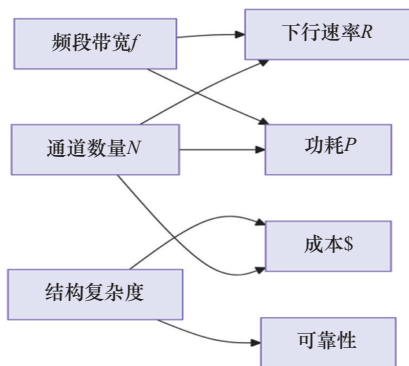 频段带宽f
下行速率R
通道数量N
功耗P
成本$
结构复杂度
可靠性